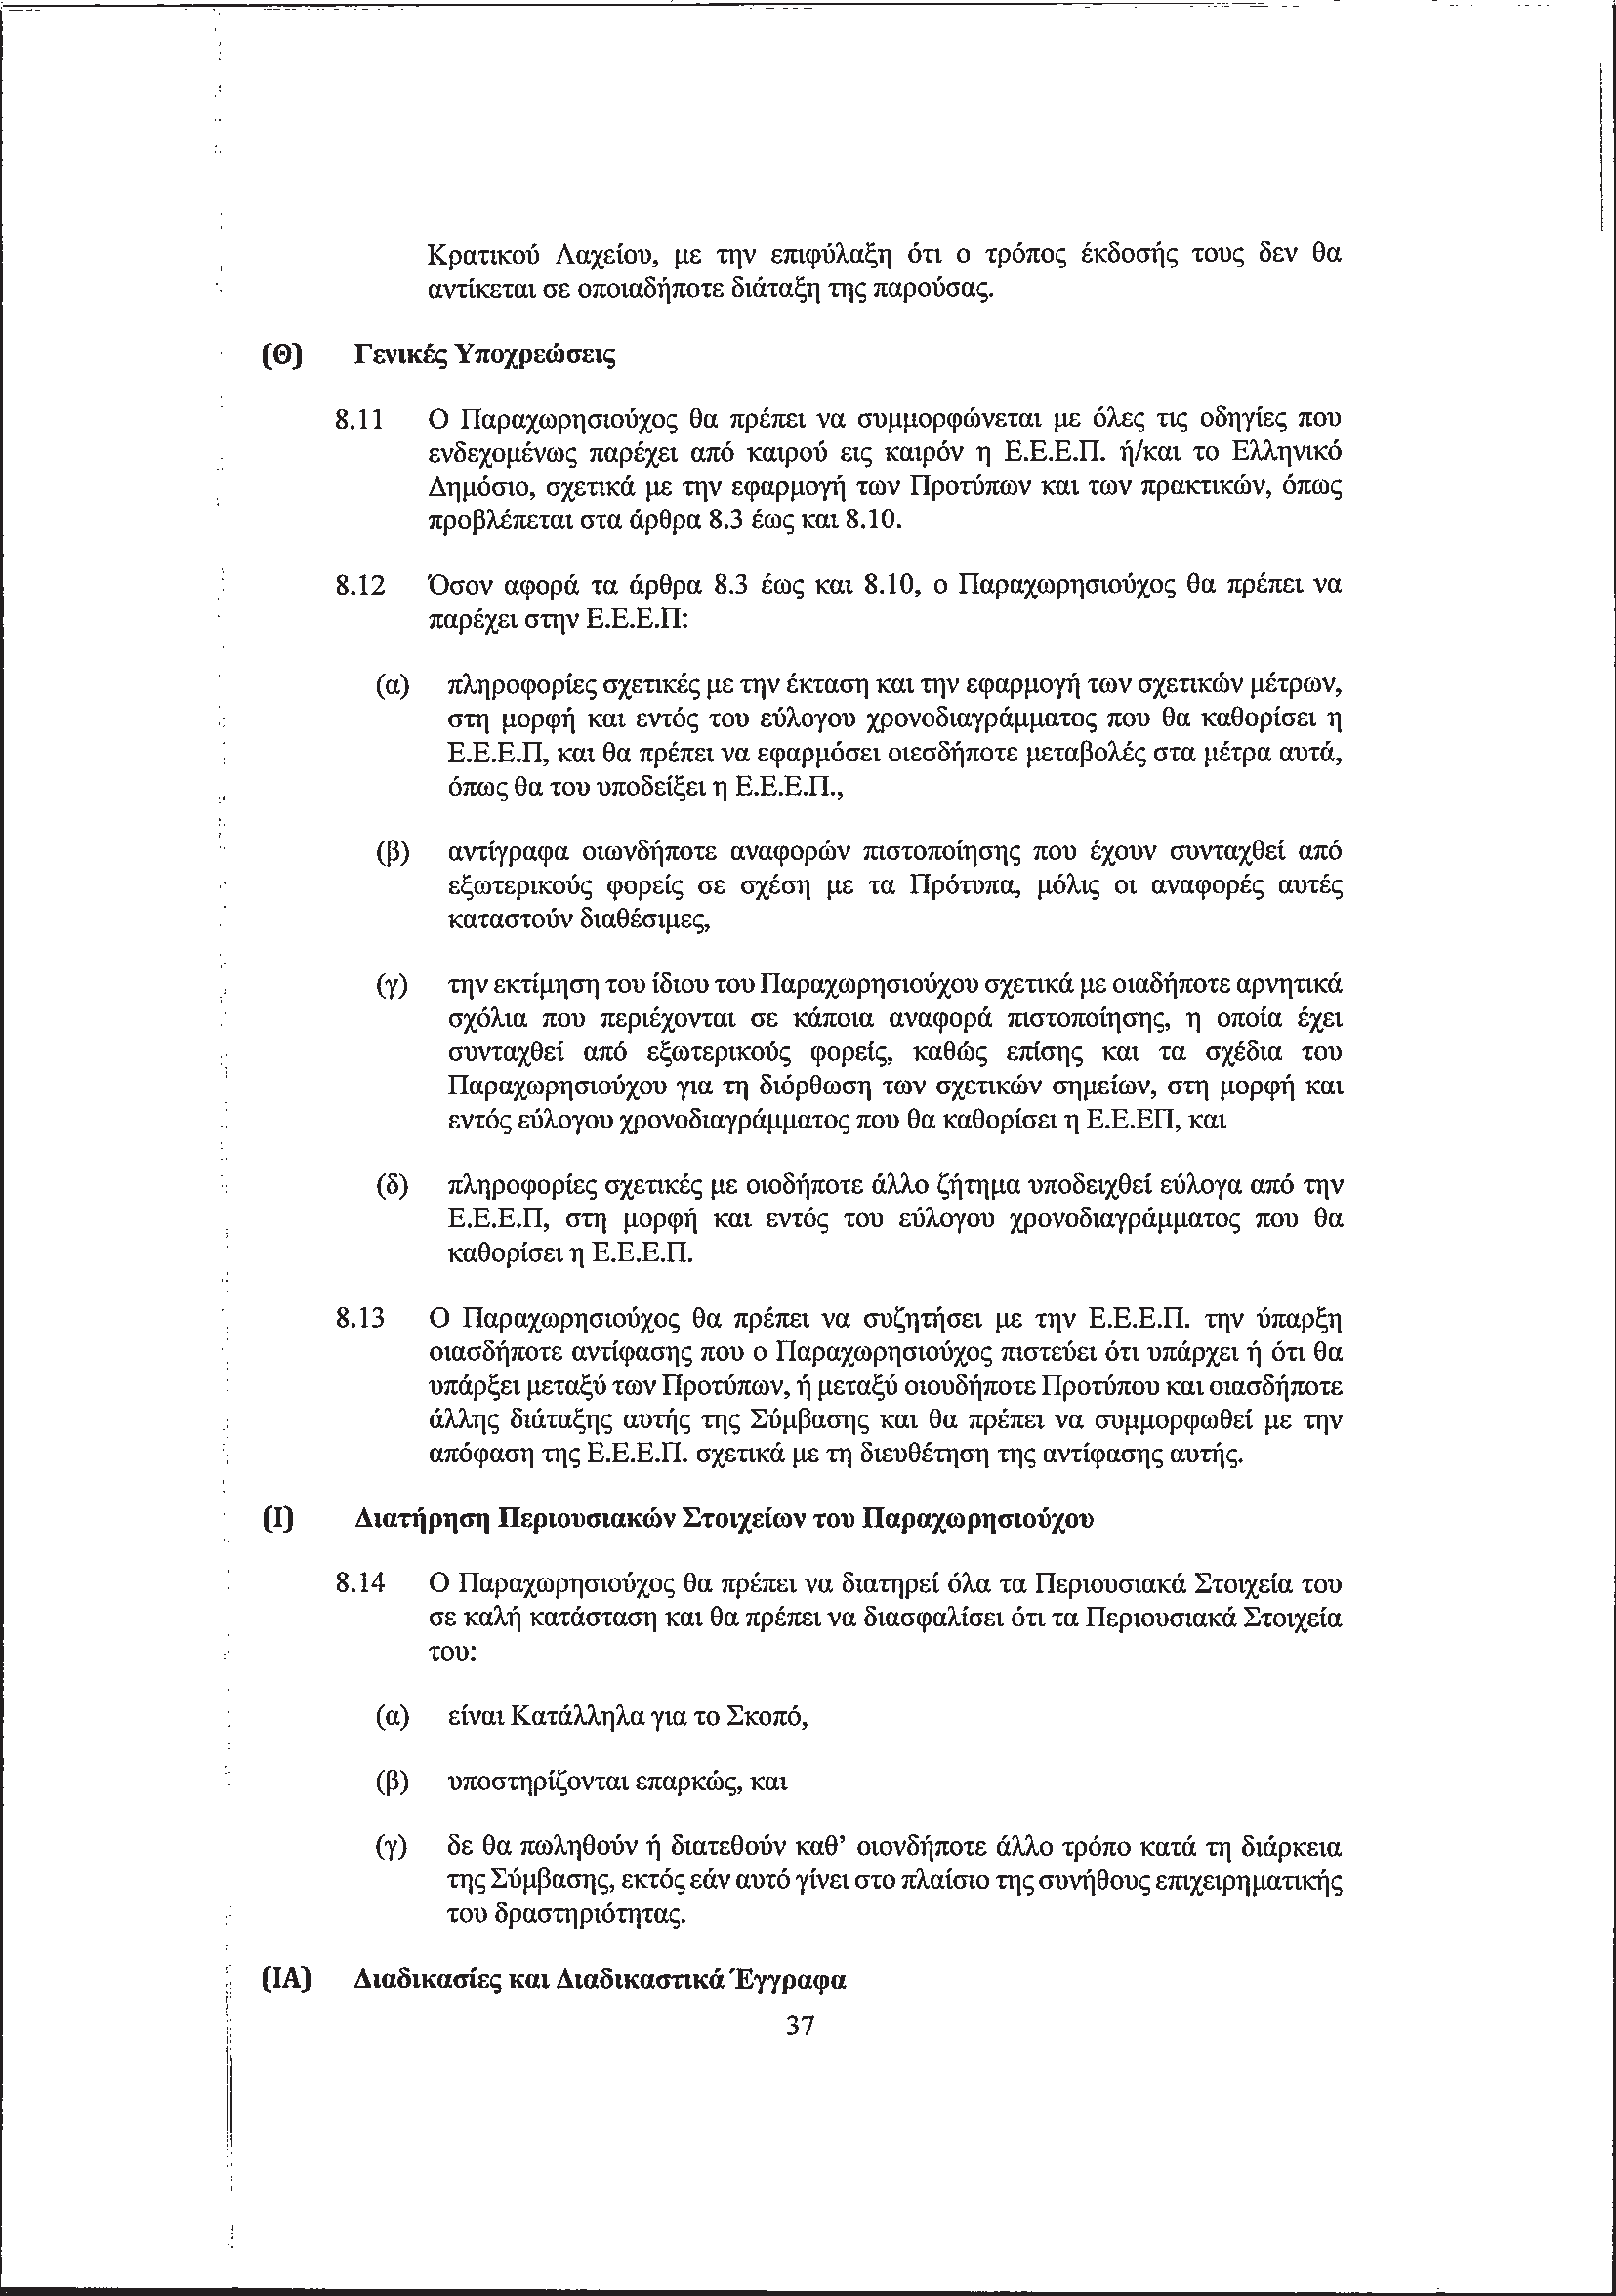 Κρατικού Λαχείου, με την επιφύλαξη ότι ο τρόπος έκδοσής τους δεν θα
αντίκεται σε οποιαδήποτε διάταξη της παρούσας.
(Θ) Γενικές Υποχρεώσεις
8.11 Ο Παραχωρησιούχος θα πρέπει να συμμορφώνεται με όλες τις οδηγίες που
ενδεχομένως παρέχει από καιρού εις καιρόν η Ε.Ε.Ε.Π. ή/και το Ελληνικό
Δημόσιο, σχετικά με την εφαρμογή των Προτύπων και των πρακτικών, όπως
προβλέπεται στα άρθρα 8.3 έως και 8.10.
8.12 Όσον αφορά τα άρθρα 8.3 έως και 8.10, ο Παραχωρησιούχος θα πρέπει να
παρέχει στην Ε.Ε.Ε.Π:
(α) πληροφορίες σχετικές με την έκταση και την εφαρμογή των σχετικών μέτρων,
στη μορφή και εντός του εύλογου χρονοδιαγράμματος που θα καθορίσει η
Ε.Ε.Ε.Π, και θα πρέπει να εφαρμόσει οιεσδήποτε μεταβολές στα μέτρα αυτά,
όπως θα του υποδείξει η Ε.Ε.Ε.Π.,
(β) αντίγραφα οιωνδήποτε αναφορών πιστοποίησης που έχουν συνταχθεί από
εξωτερικούς φορείς σε σχέση με τα Πρότυπα, μόλις οι αναφορές αυτές
καταστούν διαθέσιμες,
(γ) την εκτίμηση του ίδιου του Παραχωρησιούχου σχετικά με οιαδήποτε αρνητικά
σχόλια που περιέχονται σε κάποια αναφορά πιστοποίησης, η οποία έχει
συνταχθεί από εξωτερικούς φορείς, καθώς επίσης και τα σχέδια του
Παραχωρησιούχου για τη διόρθωση των σχετικών σημείων, στη μορφή και
εντός εύλογου χρονοδιαγράμματος που θα καθορίσει η Ε.Ε.ΕΠ, και
(δ) πληροφορίες σχετικές με οιοδήποτε άλλο ζήτημα υποδειχθεί εύλογα από την
Ε.Ε.Ε.Π, στη μορφή και εντός του εύλογου χρονοδιαγράμματος που θα
καθορίσει η Ε.Ε.Ε.Π.
8.13 Ο Παραχωρησιούχος θα πρέπει να συζητήσει με την Ε.Ε.Ε.Π. την ύπαρξη
οιασδήποτε αντίφασης που ο Παραχωρησιούχος πιστεύει ότι υπάρχει ή ότι θα
υπάρξει μεταξύ των Προτύπων, ή μεταξύ οιουδήποτε Προτύπου και οιασδήποτε
άλλης διάταξης αυτής της Σύμβασης και θα πρέπει να συμμορφωθεί με την
απόφαση της Ε.Ε.Ε.Π. σχετικά με τη διευθέτηση της αντίφασης αυτής.
(Ι) Διατήρηση Περιουσιακών Στοιχείων του Παραχωρησιούχου
8.14 Ο Παραχωρησιούχος θα πρέπει να διατηρεί όλα τα Περιουσιακά Στοιχεία του
σε καλή κατάσταση και θα πρέπει να διασφαλίσει ότι τα Περιουσιακά Στοιχεία
του:
(α) είναι Κατάλληλα για το Σκοπό,
(β) υποστηρίζονται επαρκώς, και
(γ) δε θα πωληθούν ή διατεθούν καθ’ οιονδήποτε άλλο τρόπο κατά τη διάρκεια
της Σύμβασης, εκτός εάν αυτό γίνει στο πλαίσιο της συνήθους επιχειρηματικής
του δραστηριότητας.
(ΙΑ) Διαδικασίες και Διαδικαστικά Έγγραφα
37